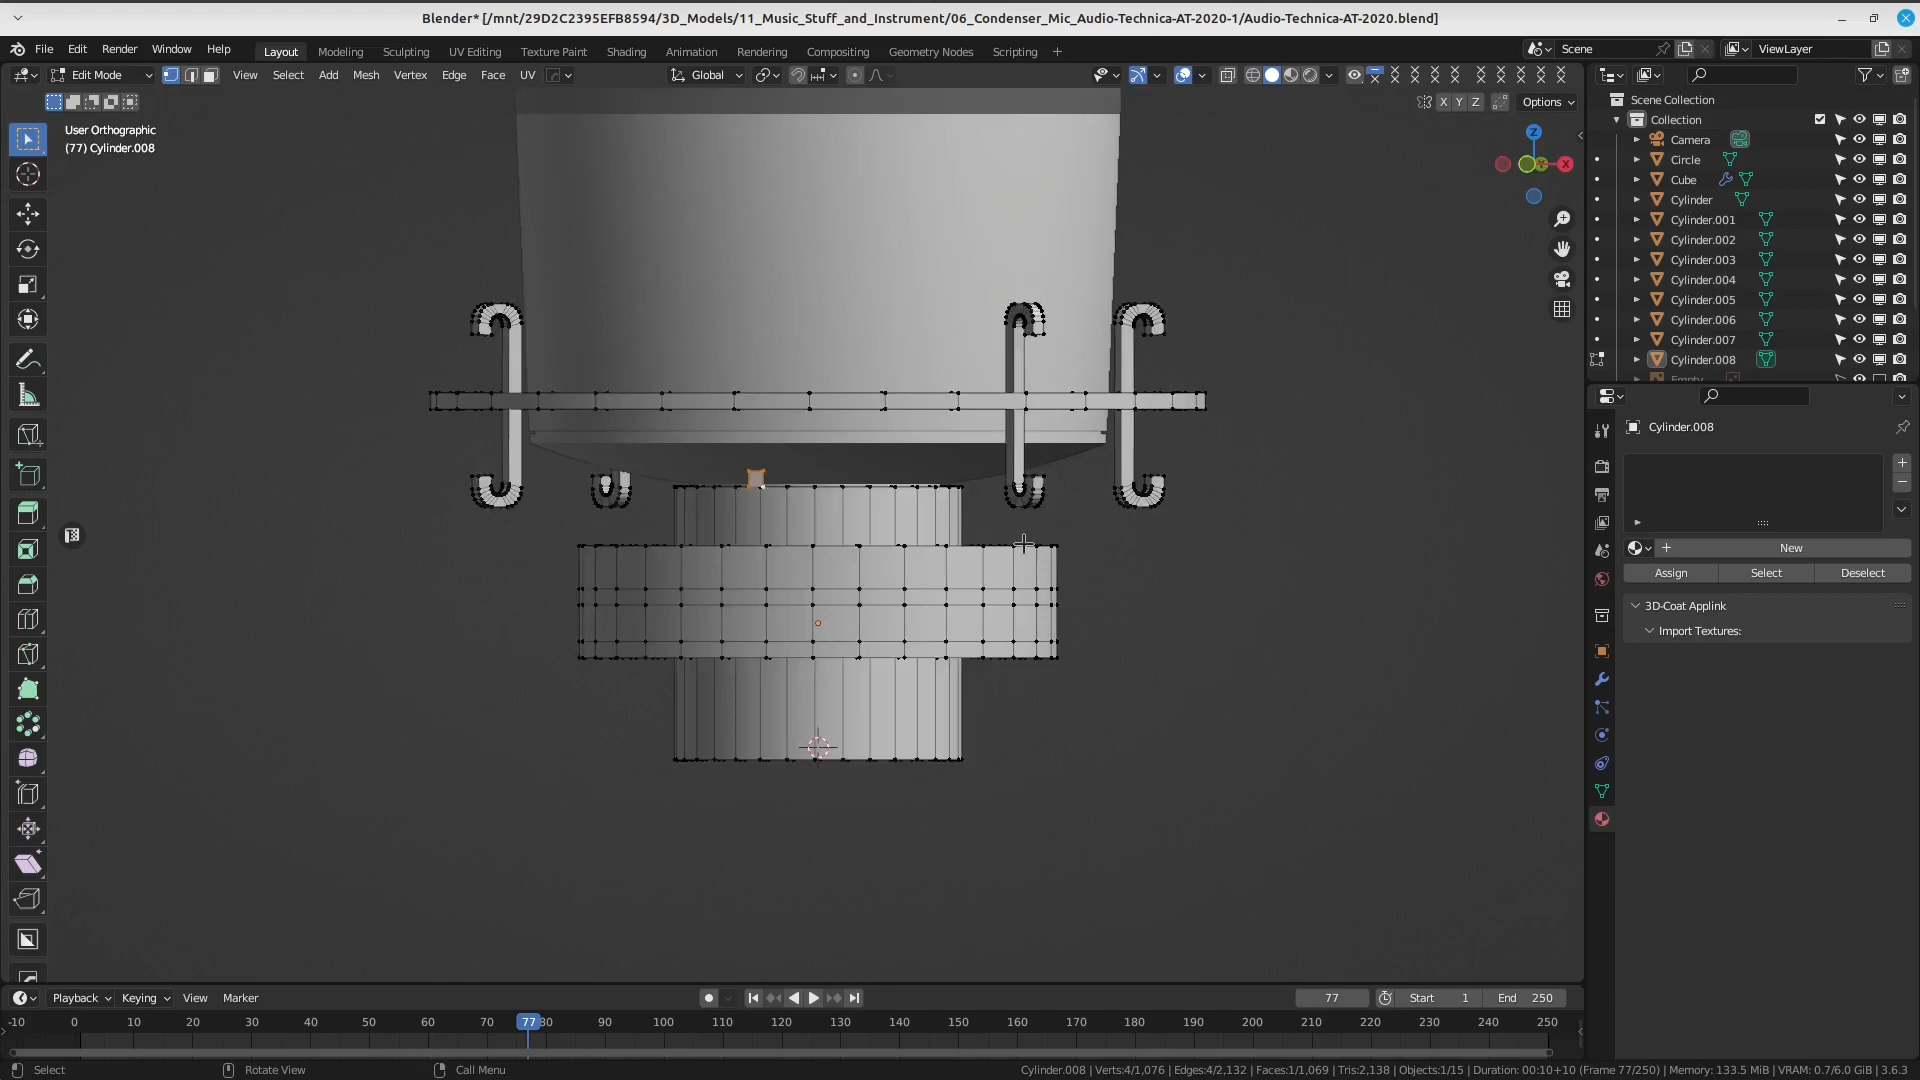 Blender* [/mnt/29D2C2395EFB8594/3D_Models/11_Music_Stuff_and_Instrument/06_Condenser_Mic_Audio-Technica-AT-2020-1/Audio-Technica-AT-2020.blend]
File Edit Render Window Help Layout Modeling Sculpting UV Editing Texture Paint Shading Animation Rendering Compositing Geometry Nodes Scripting + Scene ViewLayer
Edit Mode View Select Add Mesh Vertex Edge Face UV Global
X Y Z Options
User Orthographic
(77) Cylinder.008
Z
X
Scene Collection
Collection
Camera
Circle
Cube
Cylinder
Cylinder.001
Cylinder.002
Cylinder.003
Cylinder.004
Cylinder.005
Cylinder.006
Cylinder.007
Cylinder.008
Empty
Cylinder.008
New
Assign Select Deselect
3D-Coat Applink
Import Textures:
Playback Keying View Marker 77 Start 1 End 250
-10 0 10 20 30 40 50 60 70 77 80 90 100 110 120 130 140 150 160 170 180 190 200 210 220 230 240 250
Select Rotate View Call Menu Cylinder.008 | Verts:4/1,076 | Edges:4/2,132 | Faces:1/1,069 | Tris:2,138 | Objects:1/15 | Duration: 00:10+10 (Frame 77/250) | Memory: 133.5 MiB | VRAM: 0.7/6.0 GiB | 3.6.3